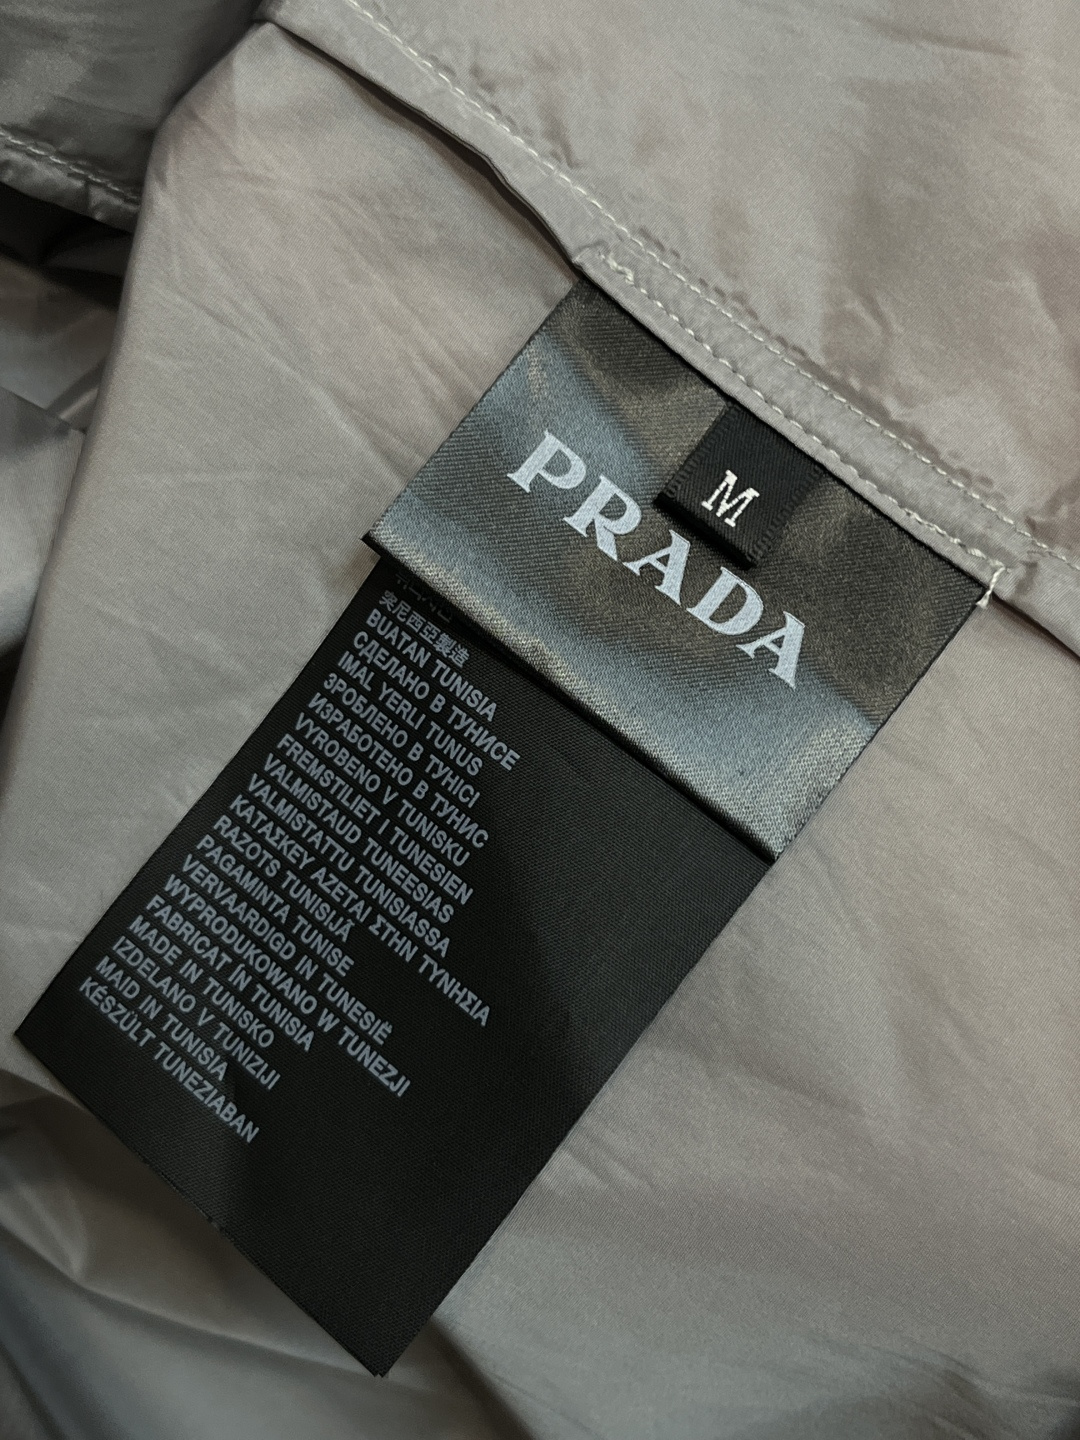 M
PRADA
突尼西亞製造
BUATAN TUNISIA
СДЕЛАНО В ТУНИСЕ
IMAL YERLI TUNUS
ЗРОБЛЕНО В ТУНІСІ
ИЗРАБОТЕНО В ТУНИС
VYROBENO V TUNISKU
FREMSTILLET I TUNESIEN
VALMISTAUD TUNEESIAS
VALMISTATTU TUNISIASSA
ΚΑΤΑΣΚΕΥ ΑΖΕΤΑΙ ΣΤΗΝ ΤΥΝΗΣΙΑ
RAZOTS TUNISIJĀ
PAGAMINTA TUNISE
VERVAARDIGD IN TUNESIË
WYPRODUKOWANO W TUNEZJI
FABRICAT ÎN TUNISIA
MADE IN TUNISKO
IZDELANO V TUNIZIJI
MAID IN TUNISIA
KÉSZÜLT TUNEZIABAN